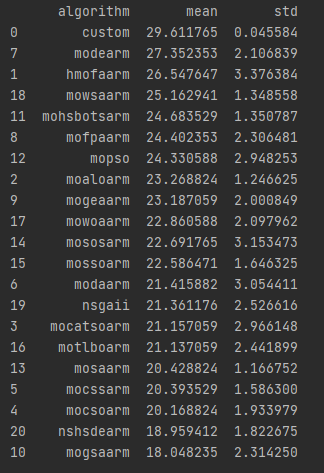 algorithm mean std
0 custom 29.611765 0.045584
7 modearm 27.352353 2.106839
1 hmofaarm 26.547647 3.376384
18 mowsaarm 25.162941 1.348558
11 mohsbotsarm 24.683529 1.350787
8 mofpaarm 24.402353 2.306481
12 mopso 24.330588 2.948253
2 moaloarm 23.268824 1.246625
9 mogeaarm 23.187059 2.000849
17 mowoaarm 22.860588 2.097962
14 mososarm 22.691765 3.153473
15 mossoarm 22.586471 1.646325
6 modaarm 21.415882 3.054411
19 nsgaii 21.361176 2.526616
3 mocatsoarm 21.157059 2.966148
16 motlboarm 21.137059 2.441899
13 mosaarm 20.428824 1.166752
5 mocssarm 20.393529 1.586300
4 mocsoarm 20.168824 1.933979
20 nshsdearm 18.959412 1.822675
10 mogsaarm 18.048235 2.314250